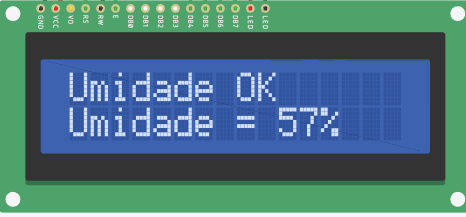 GND VCC VO RS RW E DB0 DB1 DB2 DB3 DB4 DB5 DB6 DB7 LED LED
Umidade OK
Umidade = 57%